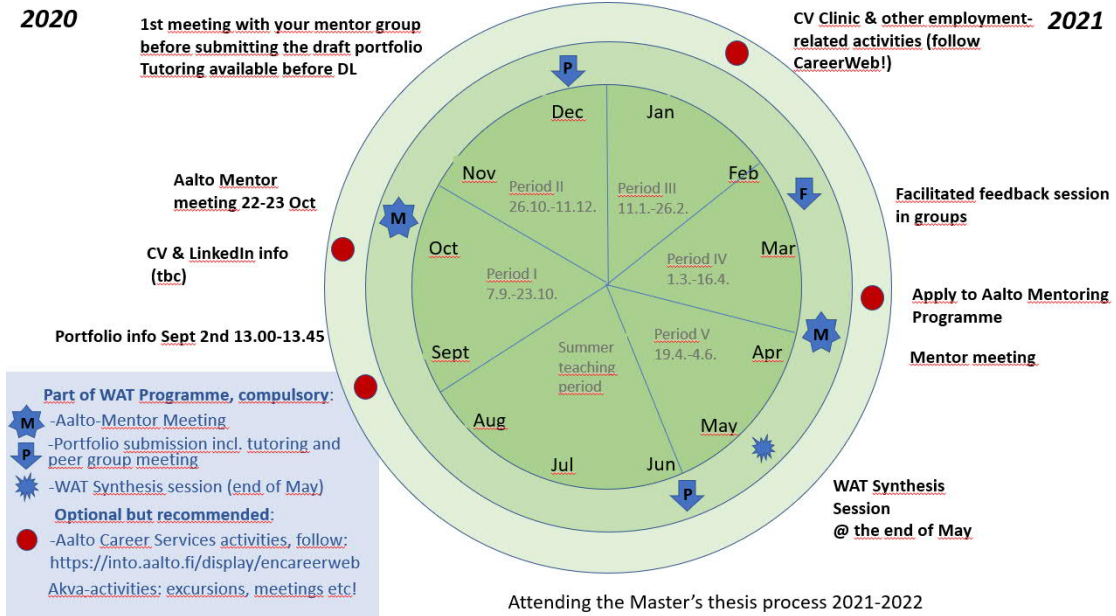 2020
1st meeting with your mentor group
before submitting the draft portfolio
Tutoring available before DL
CV Clinic & other employment-
related activities (follow
CareerWeb!)
2021
P
Dec
Jan
Nov
Feb
Period II
26.10.-11.12.
Period III
11.1.-26.2.
F
Aalto Mentor
meeting 22-23 Oct
M
Facilitated feedback session
in groups
Oct
Mar
CV & LinkedIn info
(tbc)
Period I
7.9.-23.10.
Period IV
1.3.-16.4.
Apply to Aalto Mentoring
Programme
Portfolio info Sept 2nd 13.00-13.45
M
Mentor meeting
Sept
Summer
teaching
period
Period V
19.4.-4.6.
Apr
Aug
May
Jul
Jun
P
WAT Synthesis
Session
@ the end of May
Part of WAT Programme, compulsory:
M -Aalto-Mentor Meeting
P -Portfolio submission incl. tutoring and
peer group meeting
-WAT Synthesis session (end of May)
Optional but recommended:
-Aalto Career Services activities, follow:
https://into.aalto.fi/display/encareerweb
Akva-activities: excursions, meetings etc!
Attending the Master's thesis process 2021-2022